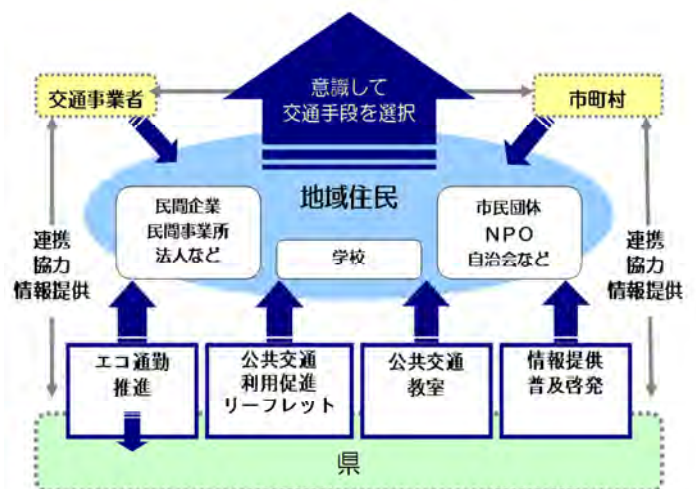 意識して
交通手段を選択
交通事業者
市町村
地域住民
民間企業
民間事業所
法人など
学校
市民団体
NPO
自治会など
連携
協力
情報提供
連携
協力
情報提供
エコ通勤
推進
公共交通
利用促進
リーフレット
公共交通
教室
情報提供
普及啓発
県